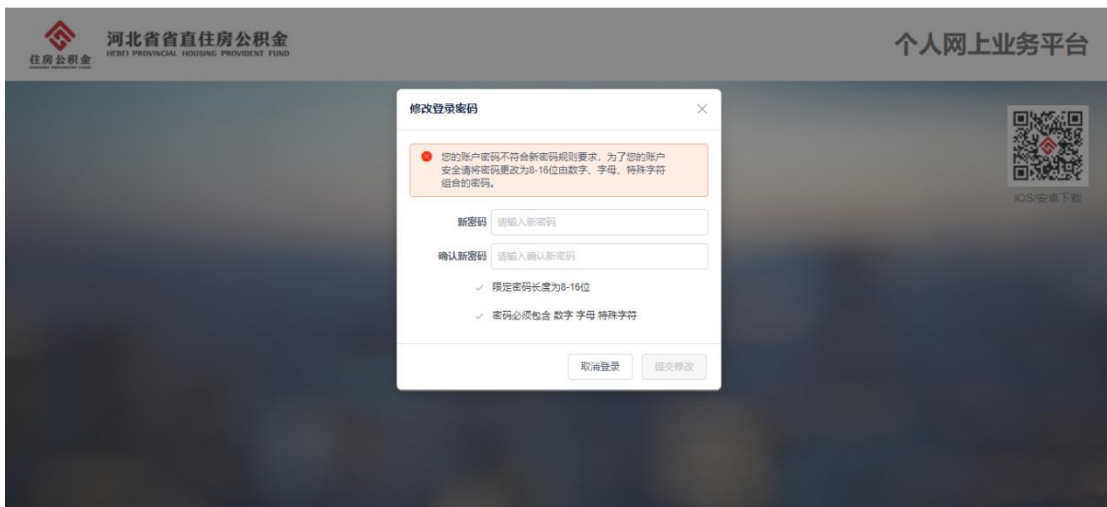 河北省省直住房公积金
HEBEI PROVINCIAL HOUSING PROVIDENT FUND
住房公积金
个人网上业务平台
修改登录密码
您的账户密码不符合新密码规则要求，为了您的账户
安全请将密码更改为8-16位由数字、字母、特殊字符
组合的密码。
iOS/安卓下载
新密码 请输入新密码
确认新密码 请输入确认新密码
限定密码长度为8-16位
密码必须包含 数字 字母 特殊字符
取消登录 提交修改